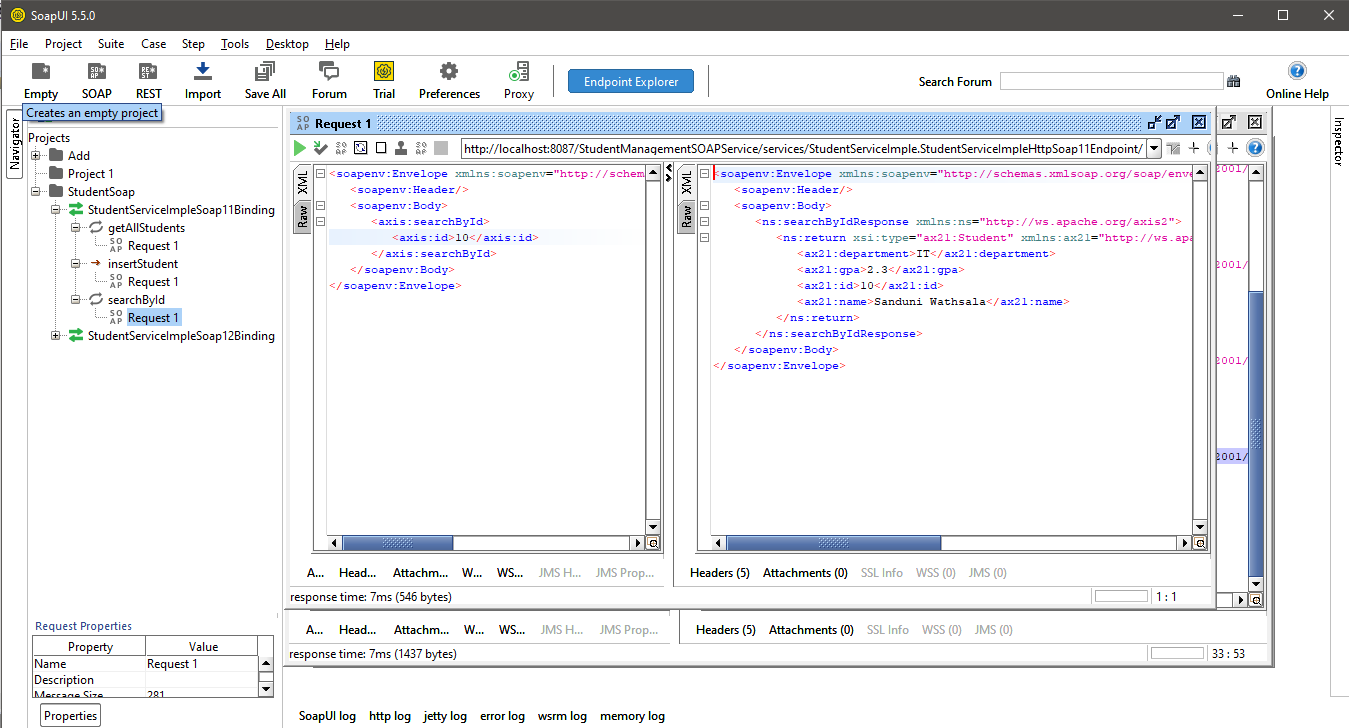 SoapUI 5.5.0
File Project Suite Case Step Tools Desktop Help
Empty SOAP REST Import Save All Forum Trial Preferences Proxy Endpoint Explorer Search Forum Online Help
Creates an empty project
Navigator
Projects
Add
Project 1
StudentSoap
StudentServiceImpleSoap11Binding
getAllStudents
SO AP Request 1
insertStudent
SO AP Request 1
searchById
SO AP Request 1
StudentServiceImpleSoap12Binding
Request Properties
Property Value
Name Request 1
Description
Message Size 281
Properties
SO AP Request 1
http://localhost:8087/StudentManagementSOAPService/services/StudentServiceImple.StudentServiceImpleHttpSoap11Endpoint/
XML
Raw
<soapenv:Envelope xmlns:soapenv="http://schem
<soapenv:Header/>
<soapenv:Body>
<axis:searchById>
<axis:id>10</axis:id>
</axis:searchById>
</soapenv:Body>
</soapenv:Envelope>
XML
Raw
<soapenv:Envelope xmlns:soapenv="http://schemas.xmlsoap.org/soap/enve
<soapenv:Header/>
<soapenv:Body>
<ns:searchByIdResponse xmlns:ns="http://ws.apache.org/axis2">
<ns:return xsi:type="ax21:Student" xmlns:ax21="http://ws.apa
<ax21:department>IT</ax21:department>
<ax21:gpa>2.3</ax21:gpa>
<ax21:id>10</ax21:id>
<ax21:name>Sanduni Wathsala</ax21:name>
</ns:return>
</ns:searchByIdResponse>
</soapenv:Body>
</soapenv:Envelope>
2001/
2001/
2001/
2001/
A... Head... Attachm... W... WS... JMS H... JMS Prop...
Headers (5) Attachments (0) SSL Info WSS (0) JMS (0)
response time: 7ms (546 bytes)
1 : 1
A... Head... Attachm... W... WS... JMS H... JMS Prop...
Headers (5) Attachments (0) SSL Info WSS (0) JMS (0)
response time: 7ms (1437 bytes)
33 : 53
Inspector
SoapUI log http log jetty log error log wsrm log memory log